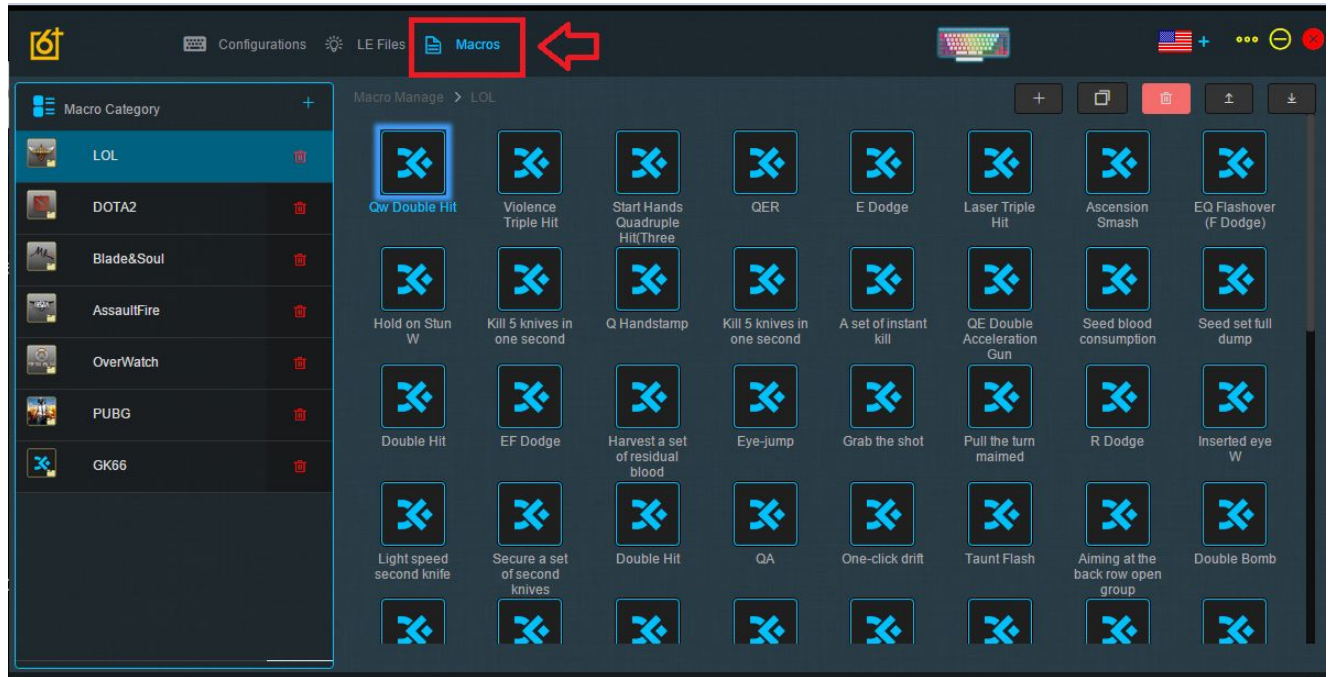 Configurations
LE Files
Macros
Macro Category
Macro Manage > LOL
LOL
DOTA2
Blade&Soul
AssaultFire
OverWatch
PUBG
GK66
Qw Double Hit
Violence
Triple Hit
Start Hands
Quadruple
Hit(Three
QER
E Dodge
Laser Triple
Hit
Ascension
Smash
EQ Flashover
(F Dodge)
Hold on Stun
W
Kill 5 knives in
one second
Q Handstamp
Kill 5 knives in
one second
A set of instant
kill
QE Double
Acceleration
Gun
Seed blood
consumption
Seed set full
dump
Double Hit
EF Dodge
Harvest a set
of residual
blood
Eye-jump
Grab the shot
Pull the turn
maimed
R Dodge
Inserted eye
W
Light speed
second knife
Secure a set
of second
knives
Double Hit
QA
One-click drift
Taunt Flash
Aiming at the
back row open
group
Double Bomb